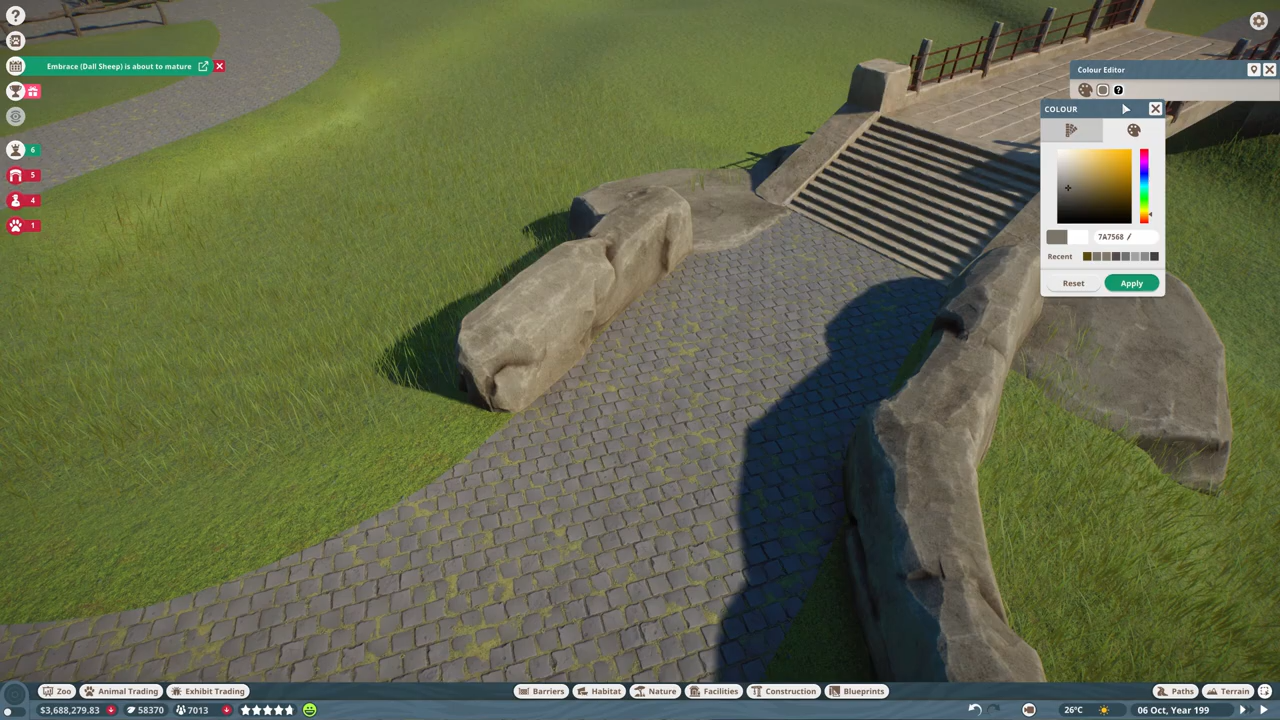 ?
Embrace (Dall Sheep) is about to mature
6
5
4
1
Colour Editor
?
COLOUR
7A7568
Recent
Reset
Apply
Zoo
Animal Trading
Exhibit Trading
Barriers
Habitat
Nature
Facilities
Construction
Blueprints
Paths
Terrain
$3,688,279.83
58370
7013
26°C
06 Oct, Year 199